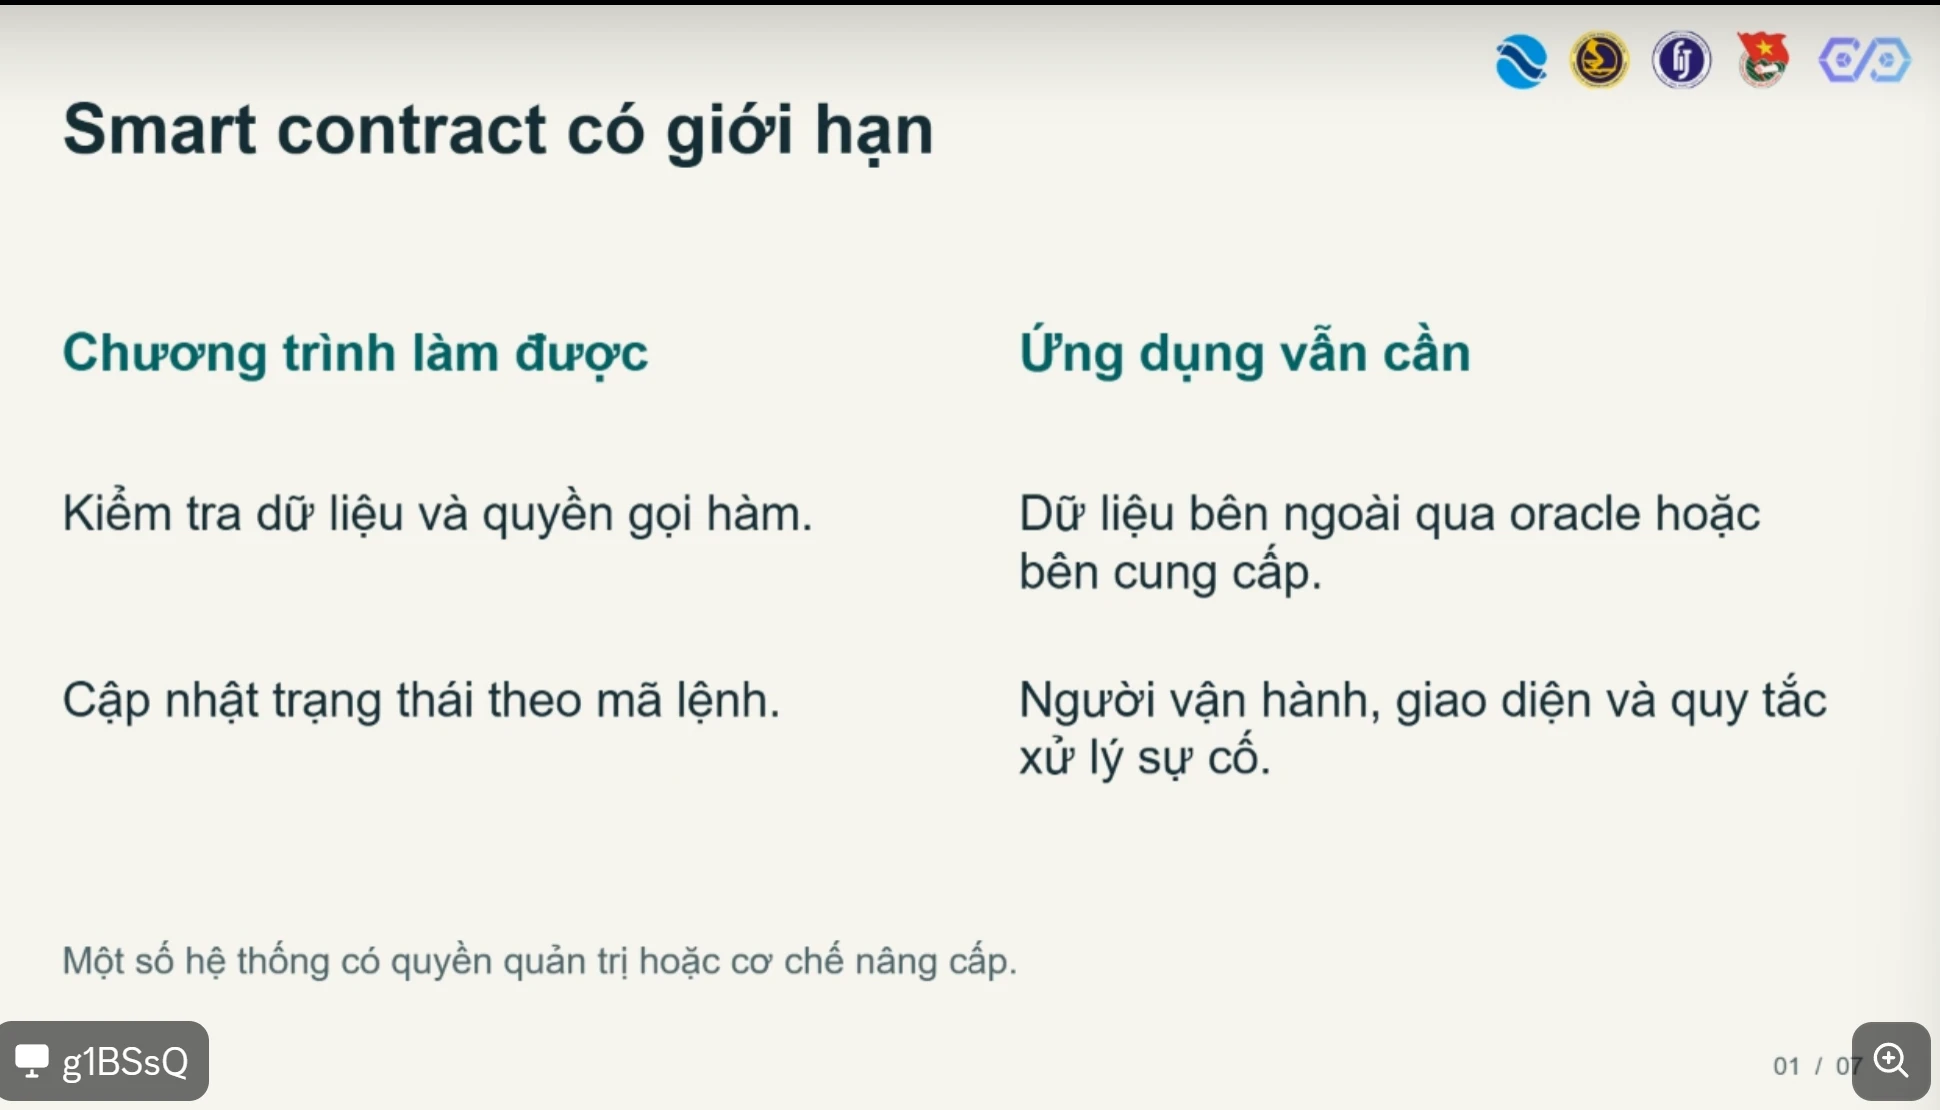 Smart contract có giới hạn
Chương trình làm được
Kiểm tra dữ liệu và quyền gọi hàm.
Cập nhật trạng thái theo mã lệnh.
Ứng dụng vẫn cần
Dữ liệu bên ngoài qua oracle hoặc
bên cung cấp.
Người vận hành, giao diện và quy tắc
xử lý sự cố.
Một số hệ thống có quyền quản trị hoặc cơ chế nâng cấp.
g1BSsQ
01 / 07